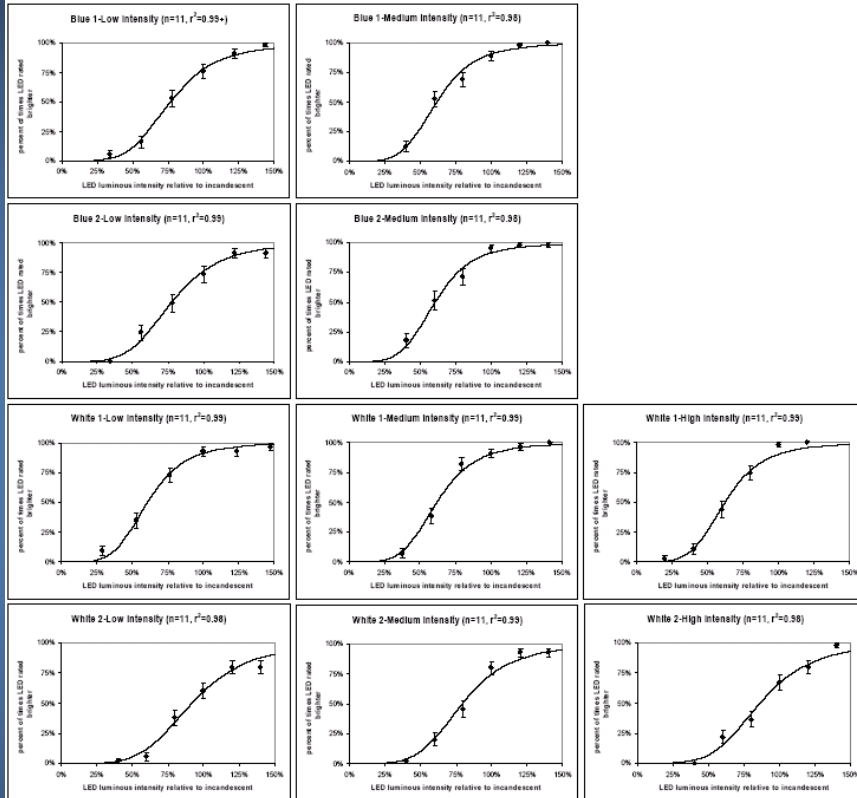 Blue 1-Low Intensity (n=11, r²=0.99+)
percent of times LED rated
brighter
100%
75%
50%
25%
0%
0% 25% 50% 75% 100% 125% 150%
LED luminous intensity relative to incandescent
Blue 1-Medium Intensity (n=11, r²=0.98)
percent of times LED rated
brighter
100%
75%
50%
25%
0%
0% 25% 50% 75% 100% 125% 150%
LED luminous intensity relative to incandescent
Blue 2-Low Intensity (n=11, r²=0.99)
percent of times LED rated
brighter
100%
75%
50%
25%
0%
0% 25% 50% 75% 100% 125% 150%
LED luminous intensity relative to incandescent
Blue 2-Medium Intensity (n=11, r²=0.98)
percent of times LED rated
brighter
100%
75%
50%
25%
0%
0% 25% 50% 75% 100% 125% 150%
LED luminous intensity relative to incandescent
White 1-Low Intensity (n=11, r²=0.99)
percent of times LED rated
brighter
100%
75%
50%
25%
0%
0% 25% 50% 75% 100% 125% 150%
LED luminous intensity relative to incandescent
White 1-Medium Intensity (n=11, r²=0.99)
percent of times LED rated
brighter
100%
75%
50%
25%
0%
0% 25% 50% 75% 100% 125% 150%
LED luminous intensity relative to incandescent
White 1-High Intensity (n=11, r²=0.99)
percent of times LED rated
brighter
100%
75%
50%
25%
0%
0% 25% 50% 75% 100% 125% 150%
LED luminous intensity relative to incandescent
White 2-Low Intensity (n=11, r²=0.98)
percent of times LED rated
brighter
100%
75%
50%
25%
0%
0% 25% 50% 75% 100% 125% 150%
LED luminous intensity relative to incandescent
White 2-Medium Intensity (n=11, r²=0.99)
percent of times LED rated
brighter
100%
75%
50%
25%
0%
0% 25% 50% 75% 100% 125% 150%
LED luminous intensity relative to incandescent
White 2-High Intensity (n=11, r²=0.98)
percent of times LED rated
brighter
100%
75%
50%
25%
0%
0% 25% 50% 75% 100% 125% 150%
LED luminous intensity relative to incandescent